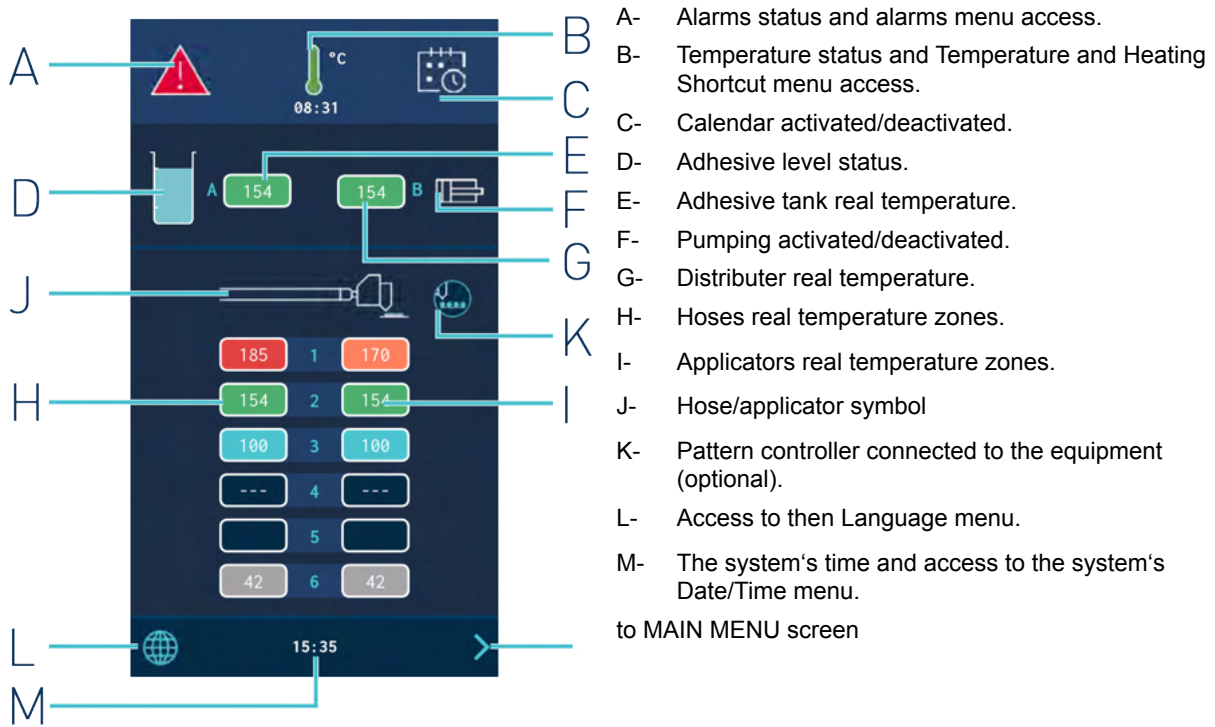 A
B
C
D
E
F
G
H
I
J
K
L
M
°C
08:31
A 154 154 B
185 1 170
154 2 154
100 3 100
--- 4 ---
5
42 6 42
15:35
A- Alarms status and alarms menu access.
B- Temperature status and Temperature and Heating
Shortcut menu access.
C- Calendar activated/deactivated.
D- Adhesive level status.
E- Adhesive tank real temperature.
F- Pumping activated/deactivated.
G- Distributer real temperature.
H- Hoses real temperature zones.
I- Applicators real temperature zones.
J- Hose/applicator symbol
K- Pattern controller connected to the equipment
(optional).
L- Access to then Language menu.
M- The system‘s time and access to the system‘s
Date/Time menu.
to MAIN MENU screen